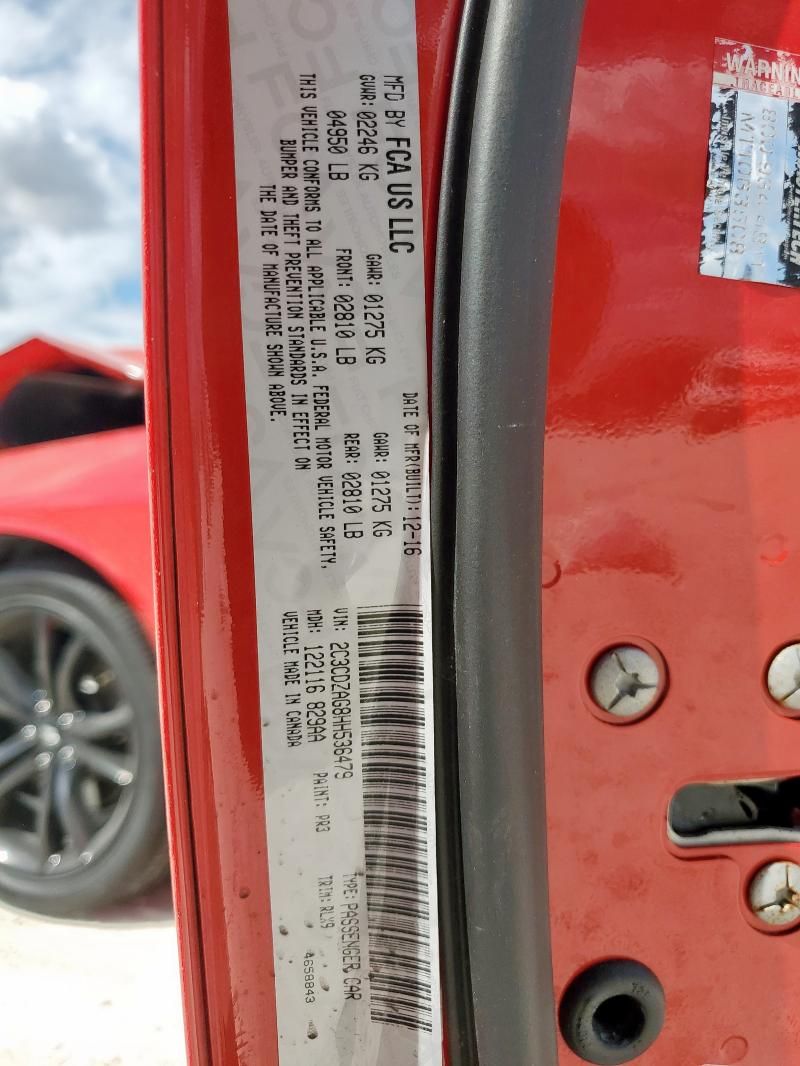 MFD BY FCA US LLC
DATE OF MFR(BUILT): 12-16
GVWR: 02246 KG GAWR: 01275 KG GAWR: 01275 KG
04950 LB FRONT: 02810 LB REAR: 02810 LB
THIS VEHICLE CONFORMS TO ALL APPLICABLE U.S.A. FEDERAL MOTOR VEHICLE SAFETY,
BUMPER AND THEFT PREVENTION STANDARDS IN EFFECT ON
THE DATE OF MANUFACTURE SHOWN ABOVE.
VIN: 2C3CDZAG8HH536479
TYPE: PASSENGER CAR
MDH: 122116 829AA
PAINT: PR3
TRIM: RLX9
VEHICLE MADE IN CANADA
4658843
WARNING